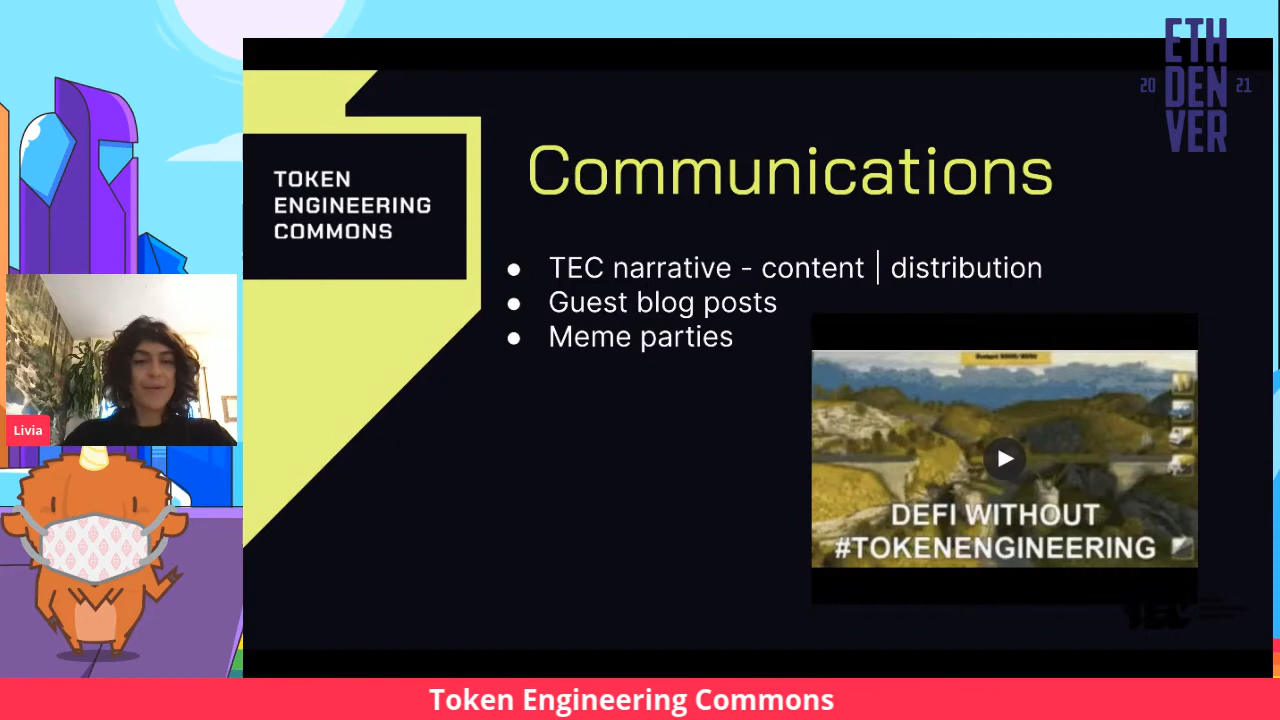 ETH
20 DEN 21
VER
TOKEN
ENGINEERING
COMMONS
Communications
● TEC narrative - content | distribution
● Guest blog posts
● Meme parties
DEFI WITHOUT
#TOKENENGINEERING
TEC
Livia
Token Engineering Commons